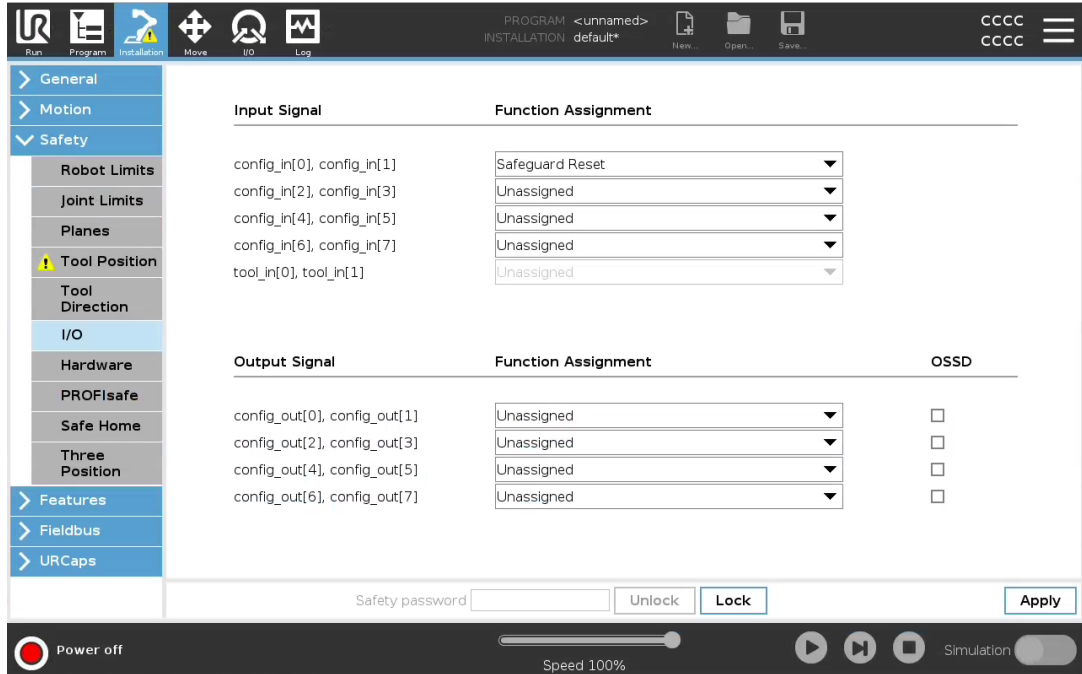 UR
PROGRAM <unnamed>
INSTALLATION default*
CCCC
CCCC
Run Program Installation Move I/O Log New... Open... Save...
General
Motion
Safety
Robot Limits
Joint Limits
Planes
Tool Position
Tool
Direction
I/O
Hardware
PROFIsafe
Safe Home
Three
Position
Features
Fieldbus
URCaps
Input Signal Function Assignment
config_in[0], config_in[1] Safeguard Reset
config_in[2], config_in[3] Unassigned
config_in[4], config_in[5] Unassigned
config_in[6], config_in[7] Unassigned
tool_in[0], tool_in[1] Unassigned
Output Signal Function Assignment OSSD
config_out[0], config_out[1] Unassigned
config_out[2], config_out[3] Unassigned
config_out[4], config_out[5] Unassigned
config_out[6], config_out[7] Unassigned
Safety password Unlock Lock Apply
Power off
Speed 100%
Simulation